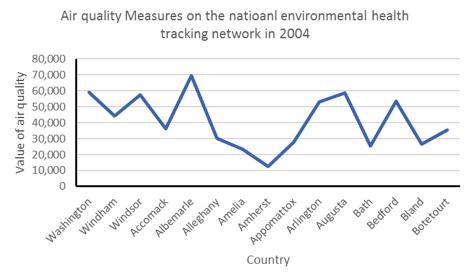 Air quality Measures on the natioanl environmental health
tracking network in 2004
Value of air quality
80,000
70,000
60,000
50,000
40,000
30,000
20,000
10,000
0
Washington
Windham
Windsor
Accomack
Albemarle
Alleghany
Amelia
Amherst
Appomattox
Arlington
Augusta
Bath
Bedford
Bland
Botetourt
Country